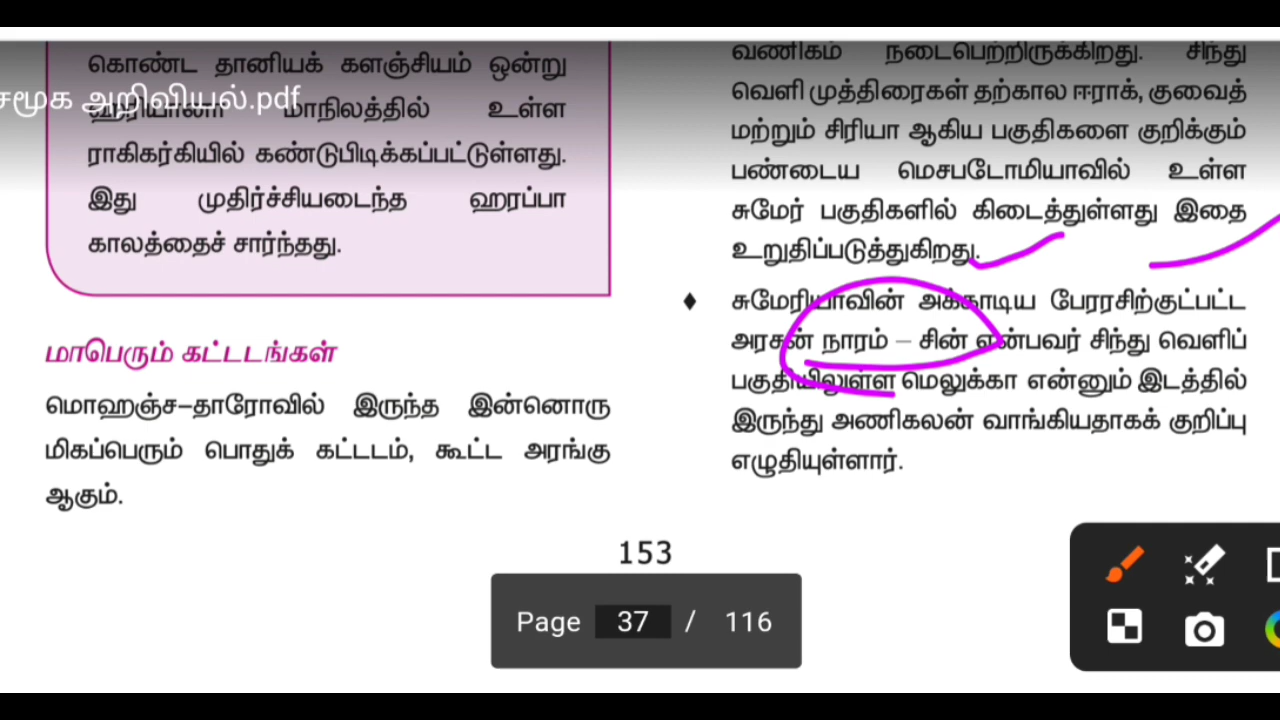 கொண்ட தானியக் களஞ்சியம் ஒன்று
சமூக அறிவியல்.pdf
ஹரியானா மாநிலத்தில் உள்ள
ராகிகர்கியில் கண்டுபிடிக்கப்பட்டுள்ளது.
இது முதிர்ச்சியடைந்த ஹரப்பா
காலத்தைச் சார்ந்தது.
மாபெரும் கட்டடங்கள்
மொஹஞ்ச–தாரோவில் இருந்த இன்னொரு
மிகப்பெரும் பொதுக் கட்டடம், கூட்ட அரங்கு
ஆகும்.
வணிகம் நடைபெற்றிருக்கிறது. சிந்து
வெளி முத்திரைகள் தற்கால ஈராக், குவைத்
மற்றும் சிரியா ஆகிய பகுதிகளை குறிக்கும்
பண்டைய மெசபடோமியாவில் உள்ள
சுமேர் பகுதிகளில் கிடைத்துள்ளது இதை
உறுதிப்படுத்துகிறது.
♦ சுமேரியாவின் அக்காடிய பேரரசிற்குட்பட்ட
அரசன் நாரம் – சின் என்பவர் சிந்து வெளிப்
பகுதியிலுள்ள மெலுக்கா என்னும் இடத்தில்
இருந்து அணிகலன் வாங்கியதாகக் குறிப்பு
எழுதியுள்ளார்.
153
Page 37 / 116